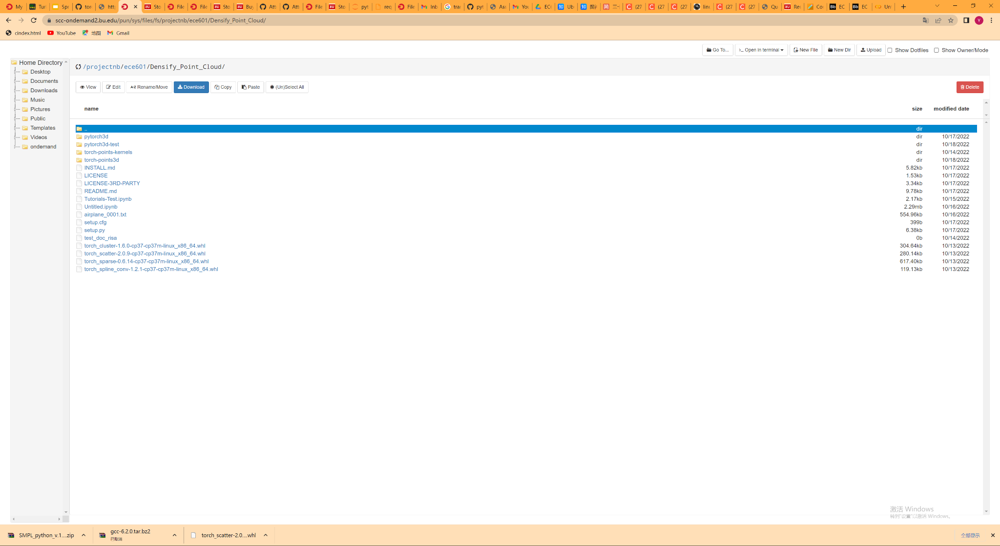 My
Tur
Spr
tor
htt
Sto
File
File
Sto
Bu
Att
Att
File
Sto
pyt
req
File
Inb
tra
pyt
Ass
You
EC
Ub
三
(27
(27
(27
linu
(27
(27
Qu
Re
Co
EC
EC
Un
scc-ondemand2.bu.edu/pun/sys/files/fs/projectnb/ece601/Densify_Point_Cloud/
Y
cindex.html
YouTube
地图
Gmail
Go To...
>_ Open in terminal
New File
New Dir
Upload
Show Dotfiles
Show Owner/Mode
Home Directory
Desktop
Documents
Downloads
Music
Pictures
Public
Templates
Videos
ondemand
/projectnb/ece601/Densify_Point_Cloud/
View
Edit
A-Z Rename/Move
Download
Copy
Paste
(Un)Select All
Delete
name size modified date
.. dir
pytorch3d dir 10/17/2022
pytorch3d-test dir 10/18/2022
torch-points-kernels dir 10/14/2022
torch-points3d dir 10/18/2022
INSTALL.md 5.82kb 10/17/2022
LICENSE 1.53kb 10/17/2022
LICENSE-3RD-PARTY 3.34kb 10/17/2022
README.md 9.78kb 10/17/2022
Tutorials-Test.ipynb 2.17kb 10/15/2022
Untitled.ipynb 2.29mb 10/16/2022
airplane_0001.txt 554.96kb 10/16/2022
setup.cfg 399b 10/17/2022
setup.py 6.38kb 10/17/2022
test_doc_risa 0b 10/14/2022
torch_cluster-1.6.0-cp37-cp37m-linux_x86_64.whl 304.64kb 10/13/2022
torch_scatter-2.0.9-cp37-cp37m-linux_x86_64.whl 280.14kb 10/13/2022
torch_sparse-0.6.14-cp37-cp37m-linux_x86_64.whl 617.40kb 10/13/2022
torch_spline_conv-1.2.1-cp37-cp37m-linux_x86_64.whl 119.13kb 10/13/2022
激活 Windows
转到"设置"以激活 Windows。
SMPL_python_v.1....zip
gcc-6.2.0.tar.bz2
已取消
torch_scatter-2.0....whl
全部显示